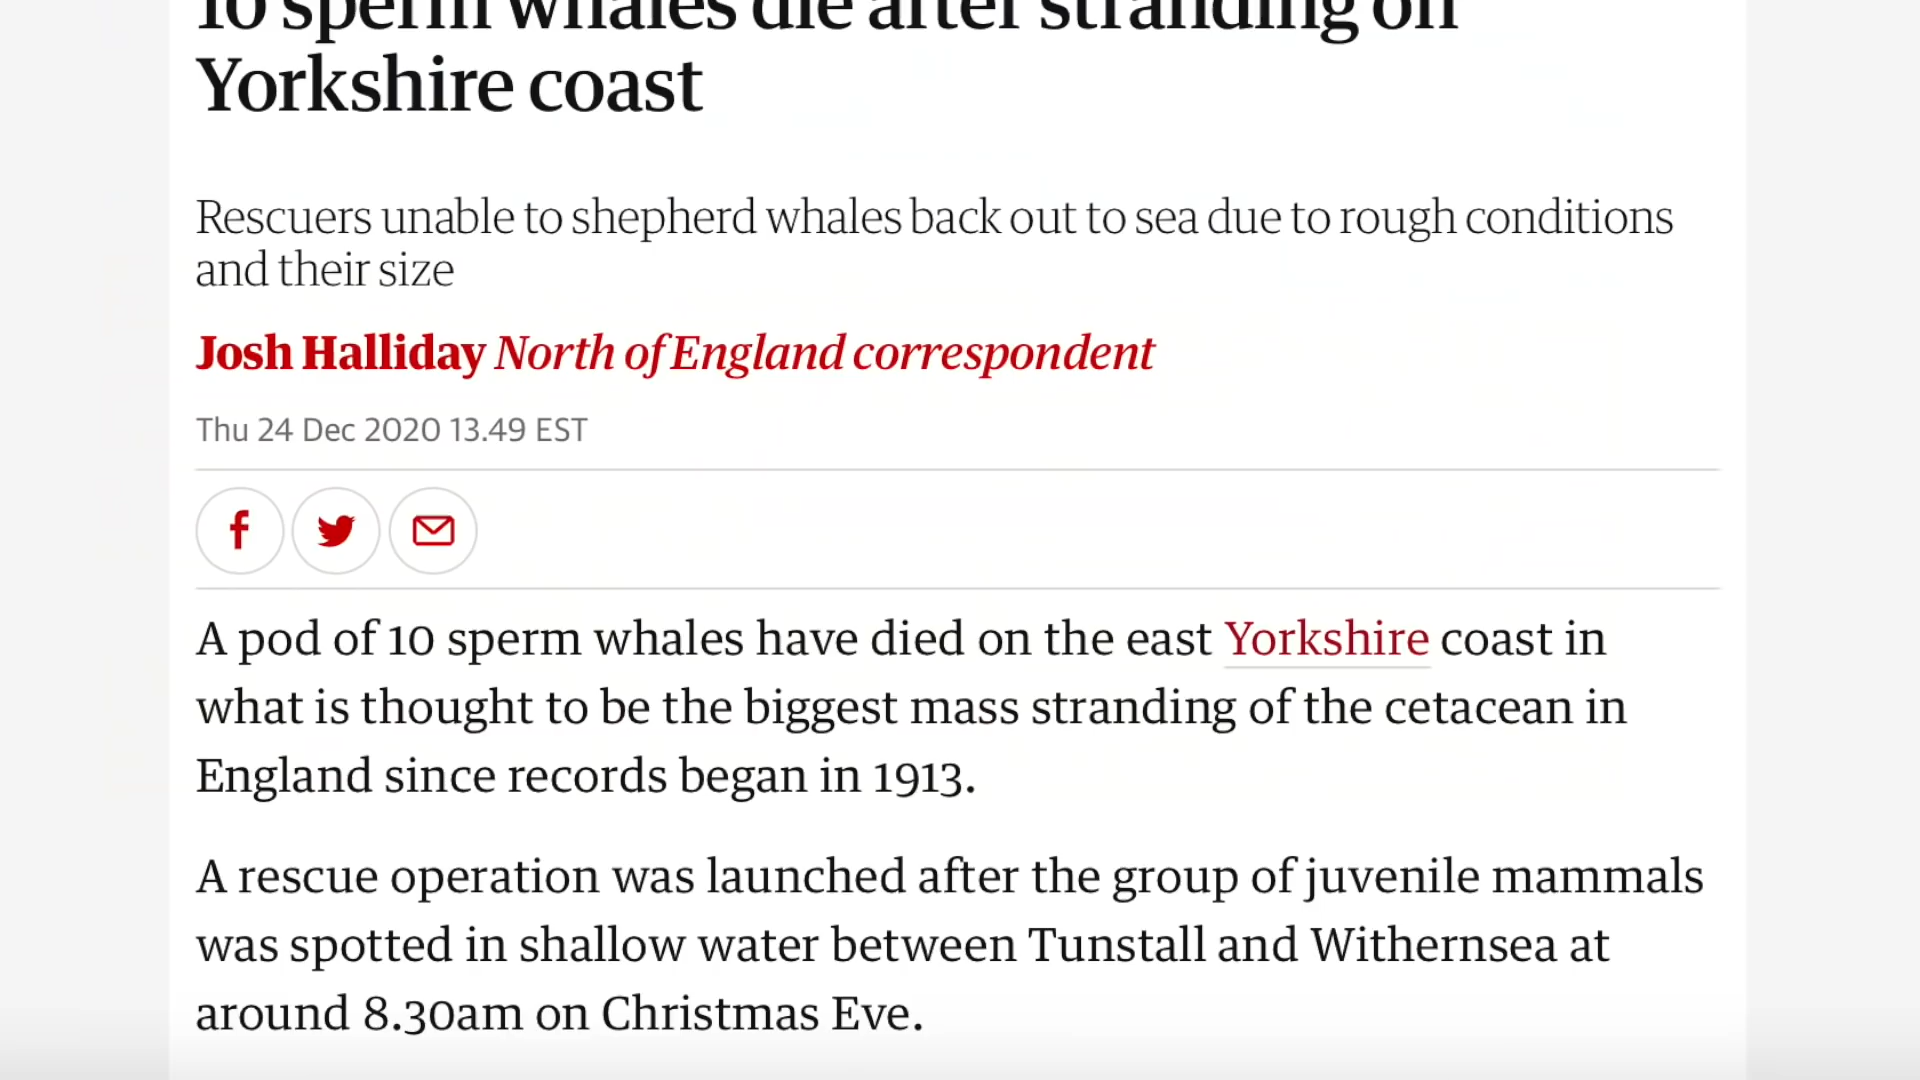 10 sperm whales die after stranding on
Yorkshire coast
Rescuers unable to shepherd whales back out to sea due to rough conditions
and their size
Josh Halliday North of England correspondent
Thu 24 Dec 2020 13.49 EST
f
A pod of 10 sperm whales have died on the east Yorkshire coast in
what is thought to be the biggest mass stranding of the cetacean in
England since records began in 1913.
A rescue operation was launched after the group of juvenile mammals
was spotted in shallow water between Tunstall and Withernsea at
around 8.30am on Christmas Eve.